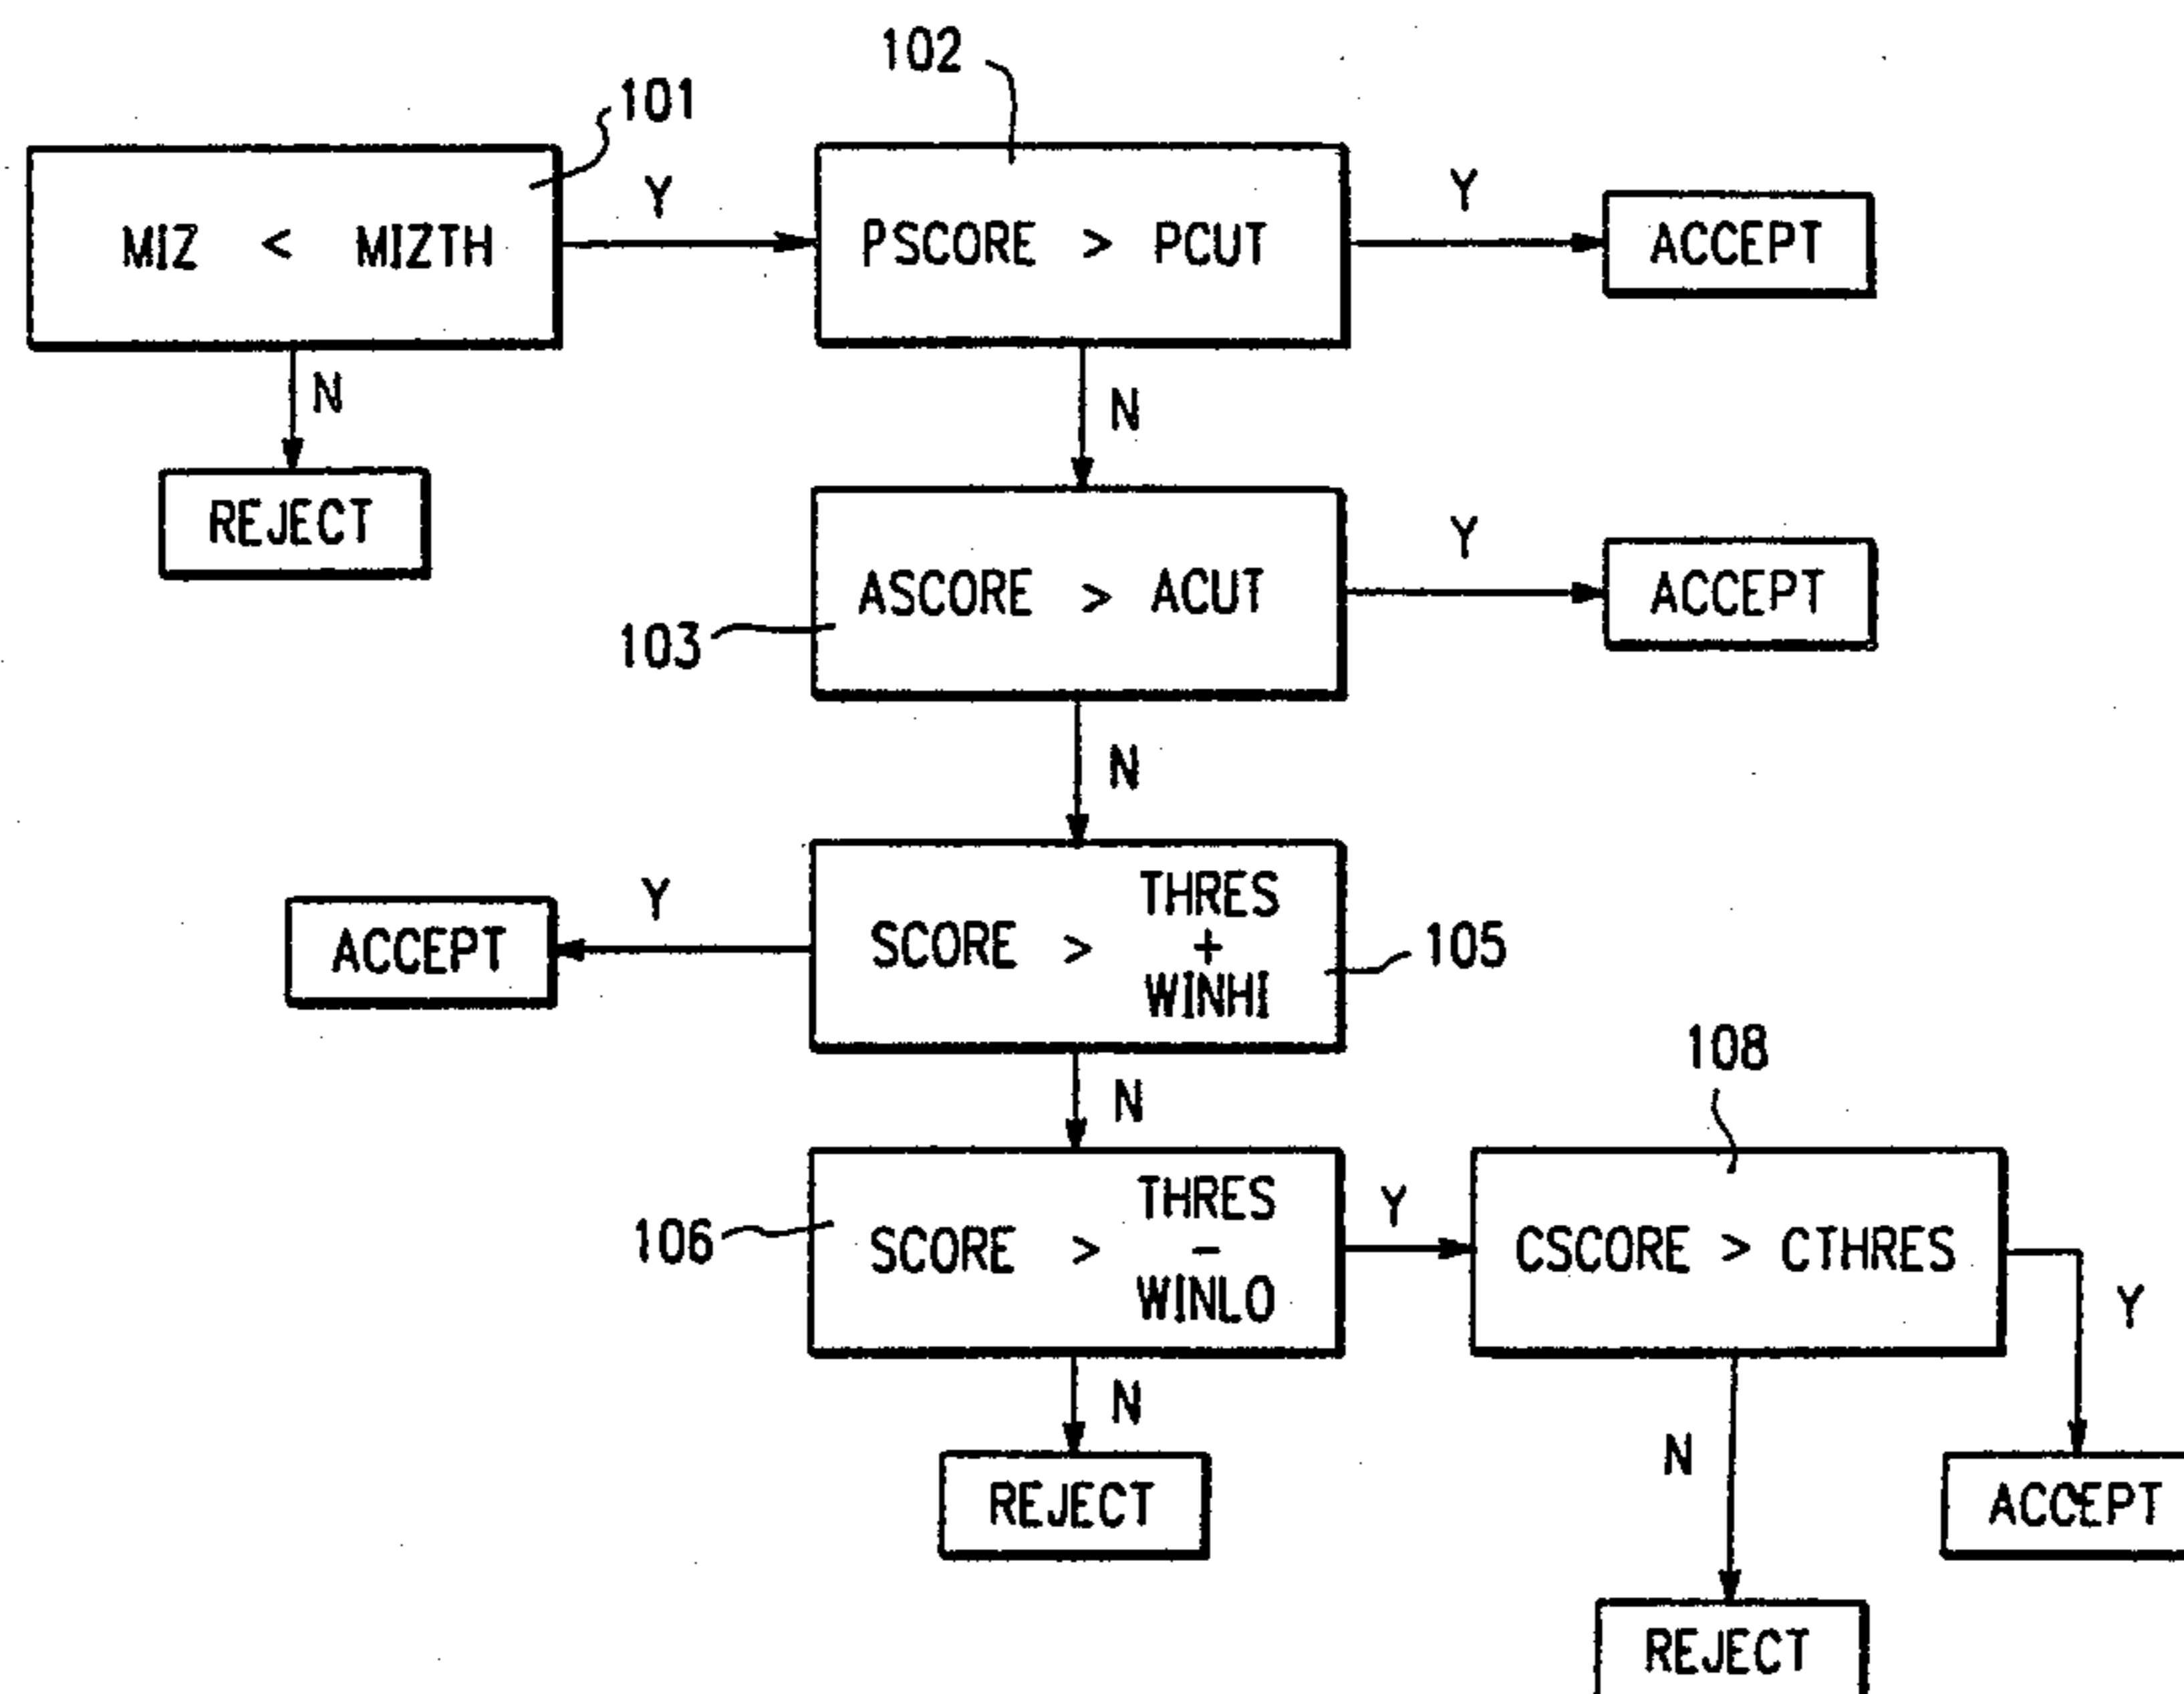 102
101
MIZ < MIZTH
Y
PSCORE > PCUT
Y
ACCEPT
N
N
REJECT
ASCORE > ACUT
Y
ACCEPT
103
N
ACCEPT
Y
SCORE > THRES + WINHI
105
N
108
106
SCORE > THRES - WINLO
Y
CSCORE > CTHRES
Y
N
N
REJECT
ACCEPT
REJECT